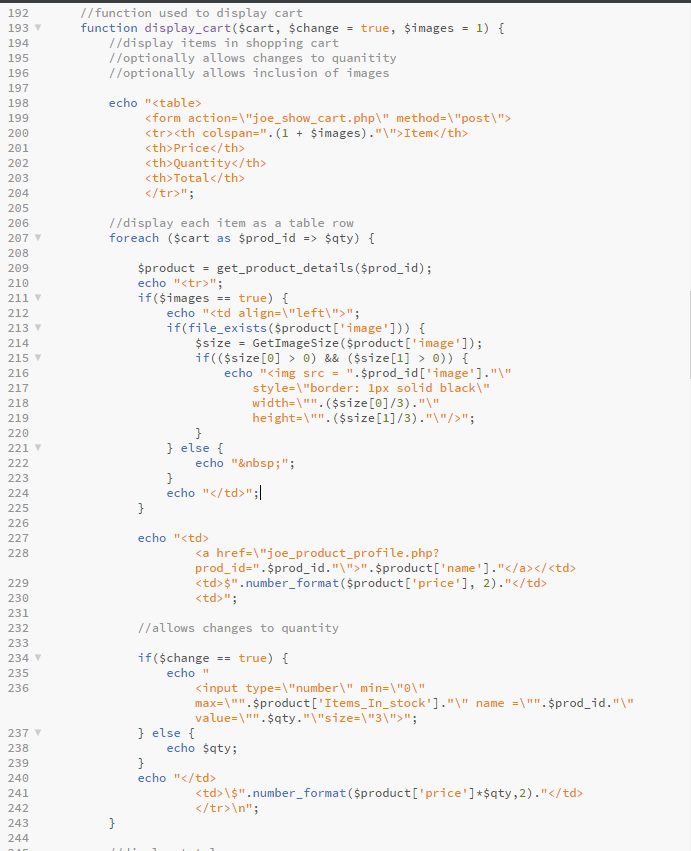 192 //function used to display cart
193 function display_cart($cart, $change = true, $images = 1) {
194 //display items in shopping cart
195 //optionally allows changes to quanitity
196 //optionally allows inclusion of images
197
198 echo "<table>
199 <form action=\"joe_show_cart.php\" method=\"post\">
200 <tr><th colspan=".(1 + $images)."\">Item</th>
201 <th>Price</th>
202 <th>Quantity</th>
203 <th>Total</th>
204 </tr>";
205
206 //display each item as a table row
207 foreach ($cart as $prod_id => $qty) {
208
209 $product = get_product_details($prod_id);
210 echo "<tr>";
211 if($images == true) {
212 echo "<td align=\"left\">";
213 if(file_exists($product['image'])) {
214 $size = GetImageSize($product['image']);
215 if(($size[0] > 0) && ($size[1] > 0)) {
216 echo "<img src = ".$prod_id['image']."\"
217 style=\"border: 1px solid black\"
218 width=\"".($size[0]/3)."\"
219 height=\"".($size[1]/3)."\"/>";
220 }
221 } else {
222 echo "&nbsp;";
223 }
224 echo "</td>";
225 }
226
227 echo "<td>
228 <a href=\"joe_product_profile.php?
prod_id=".$prod_id."\">".$product['name']."</a></<td>
229 <td>$".number_format($product['price'], 2)."</td>
230 <td>";
231
232 //allows changes to quantity
233
234 if($change == true) {
235 echo "
236 <input type=\"number\" min=\"0\"
max=\"".$product['Items_In_stock']."\" name =\"".$prod_id."\"
value=\"".$qty."\"size=\"3\">";
237 } else {
238 echo $qty;
239 }
240 echo "</td>
241 <td>\$".number_format($product['price']*$qty,2)."</td>
242 </tr>\n";
243 }
244